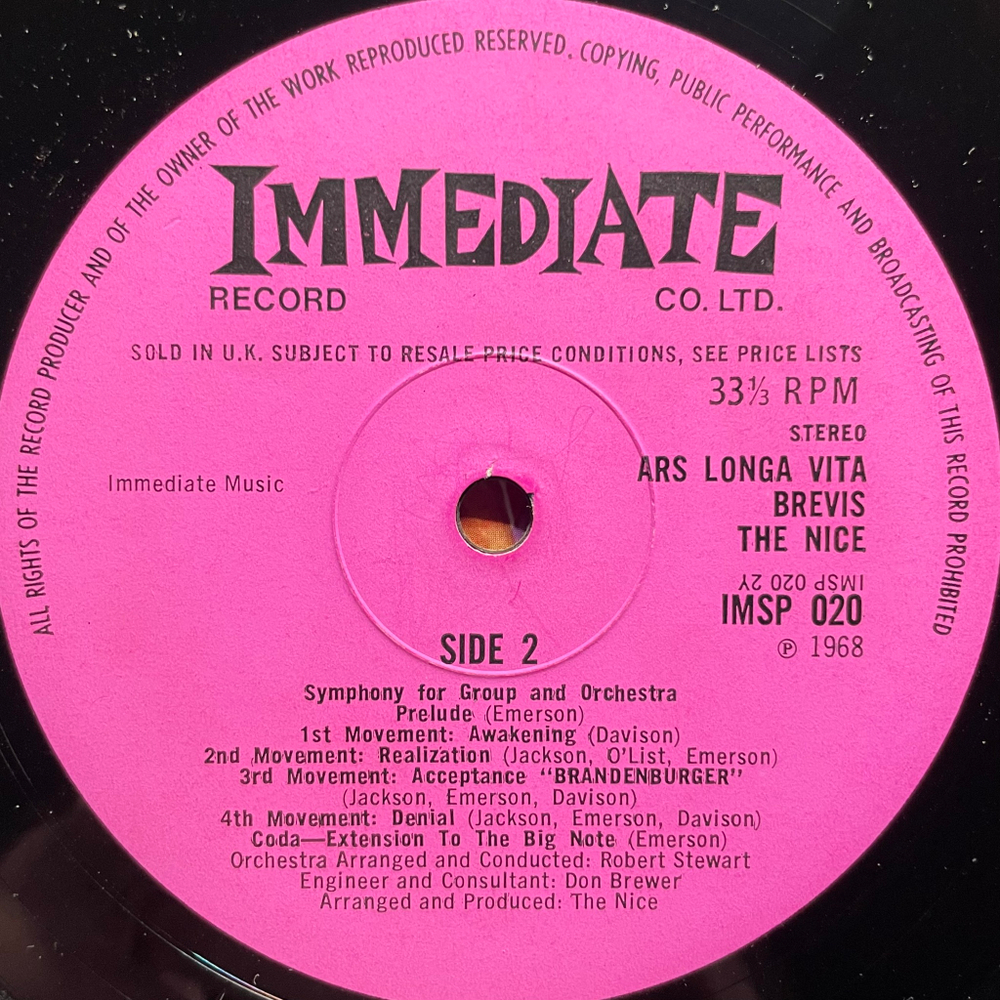 ALL RIGHTS OF THE RECORD PRODUCER AND OF THE OWNER OF THE WORK REPRODUCED RESERVED. COPYING, PUBLIC PERFORMANCE AND BROADCASTING OF THIS RECORD PROHIBITED
IMMEDIATE
RECORD CO. LTD.
SOLD IN U.K. SUBJECT TO RESALE PRICE CONDITIONS, SEE PRICE LISTS
33⅓ RPM
STEREO
ARS LONGA VITA
BREVIS
THE NICE
Immediate Music
IMSP 020 2Y
IMSP 020
℗ 1968
SIDE 2
Symphony for Group and Orchestra
Prelude (Emerson)
1st Movement: Awakening (Davison)
2nd Movement: Realization (Jackson, O'List, Emerson)
3rd Movement: Acceptance "BRANDENBURGER"
(Jackson, Emerson, Davison)
4th Movement: Denial (Jackson, Emerson, Davison)
Coda—Extension To The Big Note (Emerson)
Orchestra Arranged and Conducted: Robert Stewart
Engineer and Consultant: Don Brewer
Arranged and Produced: The Nice